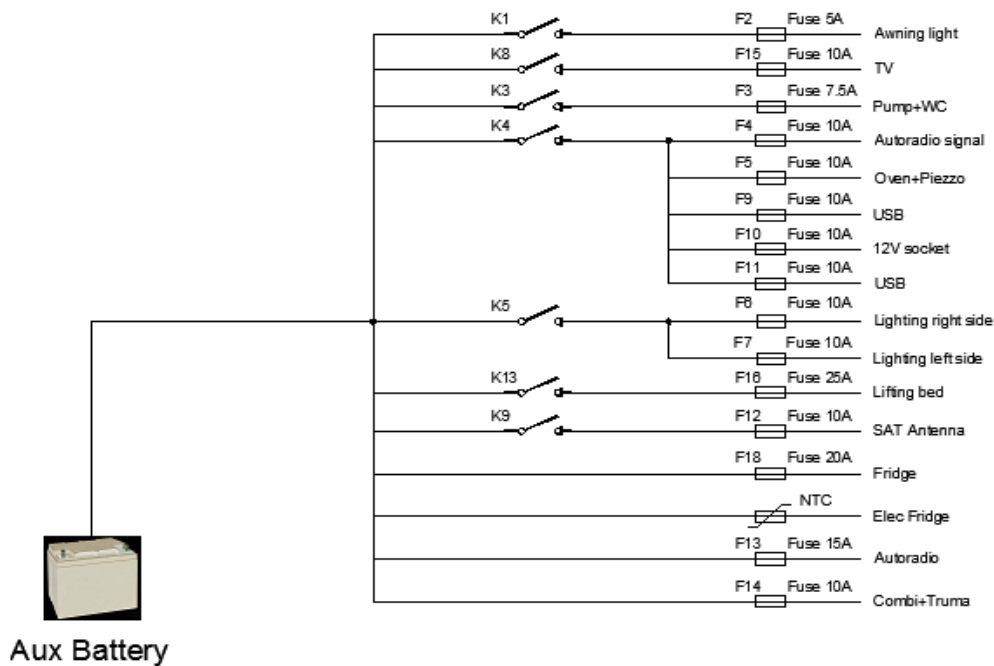 K1 F2 Fuse 5A Awning light
K8 F15 Fuse 10A TV
K3 F3 Fuse 7.5A Pump+WC
K4 F4 Fuse 10A Autoradio signal
F5 Fuse 10A Oven+Piezzo
F9 Fuse 10A USB
F10 Fuse 10A 12V socket
F11 Fuse 10A USB
K5 F6 Fuse 10A Lighting right side
F7 Fuse 10A Lighting left side
K13 F16 Fuse 25A Lifting bed
K9 F12 Fuse 10A SAT Antenna
F18 Fuse 20A Fridge
NTC Elec Fridge
F13 Fuse 15A Autoradio
F14 Fuse 10A Combi+Truma
Aux Battery